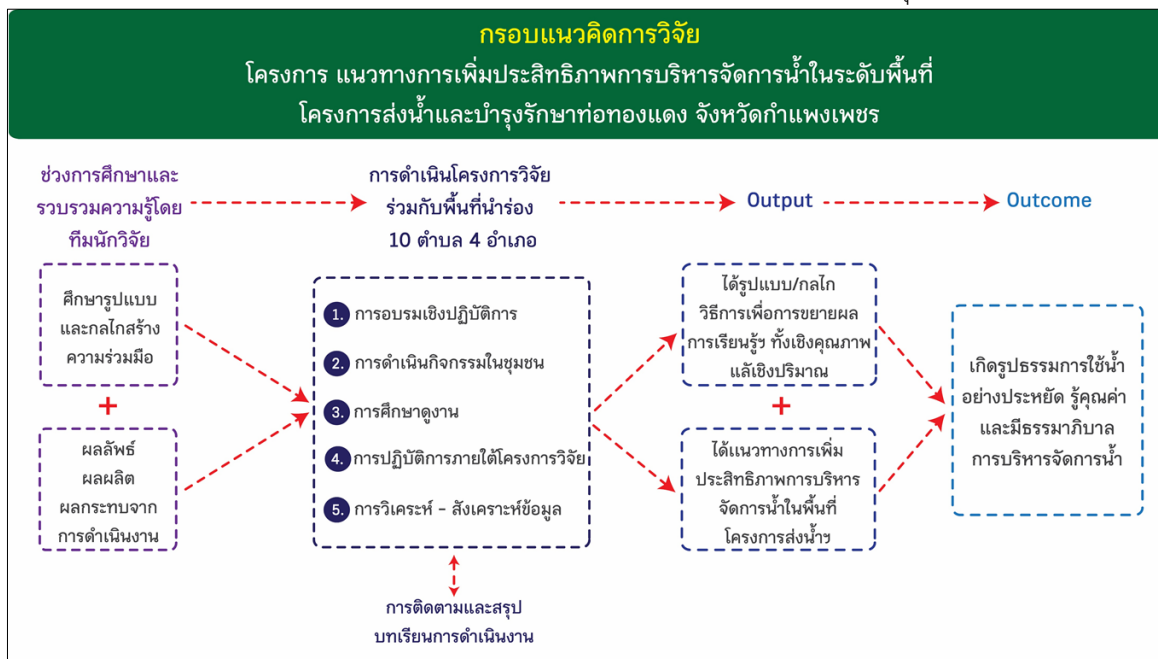 กรอบแนวคิดการวิจัย
โครงการ แนวทางการเพิ่มประสิทธิภาพการบริหารจัดการน้ำในระดับพื้นที่
โครงการส่งน้ำและบำรุงรักษาท่อทองแดง จังหวัดกำแพงเพชร
ช่วงการศึกษาและ
รวบรวมความรู้โดย
ทีมนักวิจัย
การดำเนินโครงการวิจัย
ร่วมกับพื้นที่นำร่อง
10 ตำบล 4 อำเภอ
Output
Outcome
ศึกษารูปแบบ
และกลไกสร้าง
ความร่วมมือ
+
ผลลัพธ์
ผลผลิต
ผลกระทบจาก
การดำเนินงาน
1. การอบรมเชิงปฏิบัติการ
2. การดำเนินกิจกรรมในชุมชน
3. การศึกษาดูงาน
4. การปฏิบัติการภายใต้โครงการวิจัย
5. การวิเคระห์ - สังเคราะห์ข้อมูล
การติดตามและสรุป
บทเรียนการดำเนินงาน
ได้รูปแบบ/กลไก
วิธีการเพื่อการขยายผล
การเรียนรู้ฯ ทั้งเชิงคุณภาพ
แล้เชิงปริมาณ
+
ได้แนวทางการเพิ่ม
ประสิทธิภาพการบริหาร
จัดการน้ำในพื้นที่
โครงการส่งน้ำฯ
เกิดรูปธรรมการใช้น้ำ
อย่างประหยัด รู้คุณค่า
และมีธรรมาภิบาล
การบริหารจัดการน้ำ